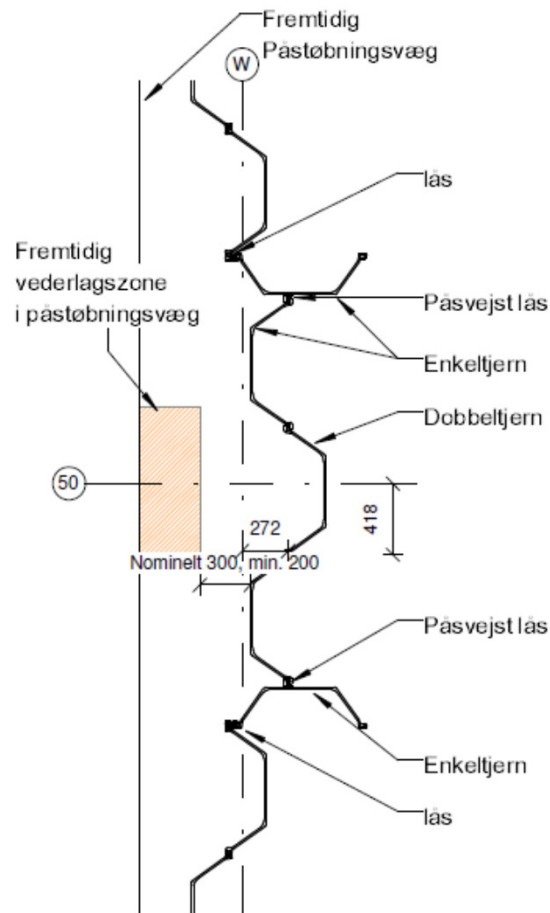 Fremtidig
Påstøbningsvæg
W
lås
Fremtidig
vederlagszone
i påstøbningsvæg
Påsvejst lås
Enkeltjern
Dobbeltjern
50
272
418
Nominelt 300, min. 200
Påsvejst lås
Enkeltjern
lås